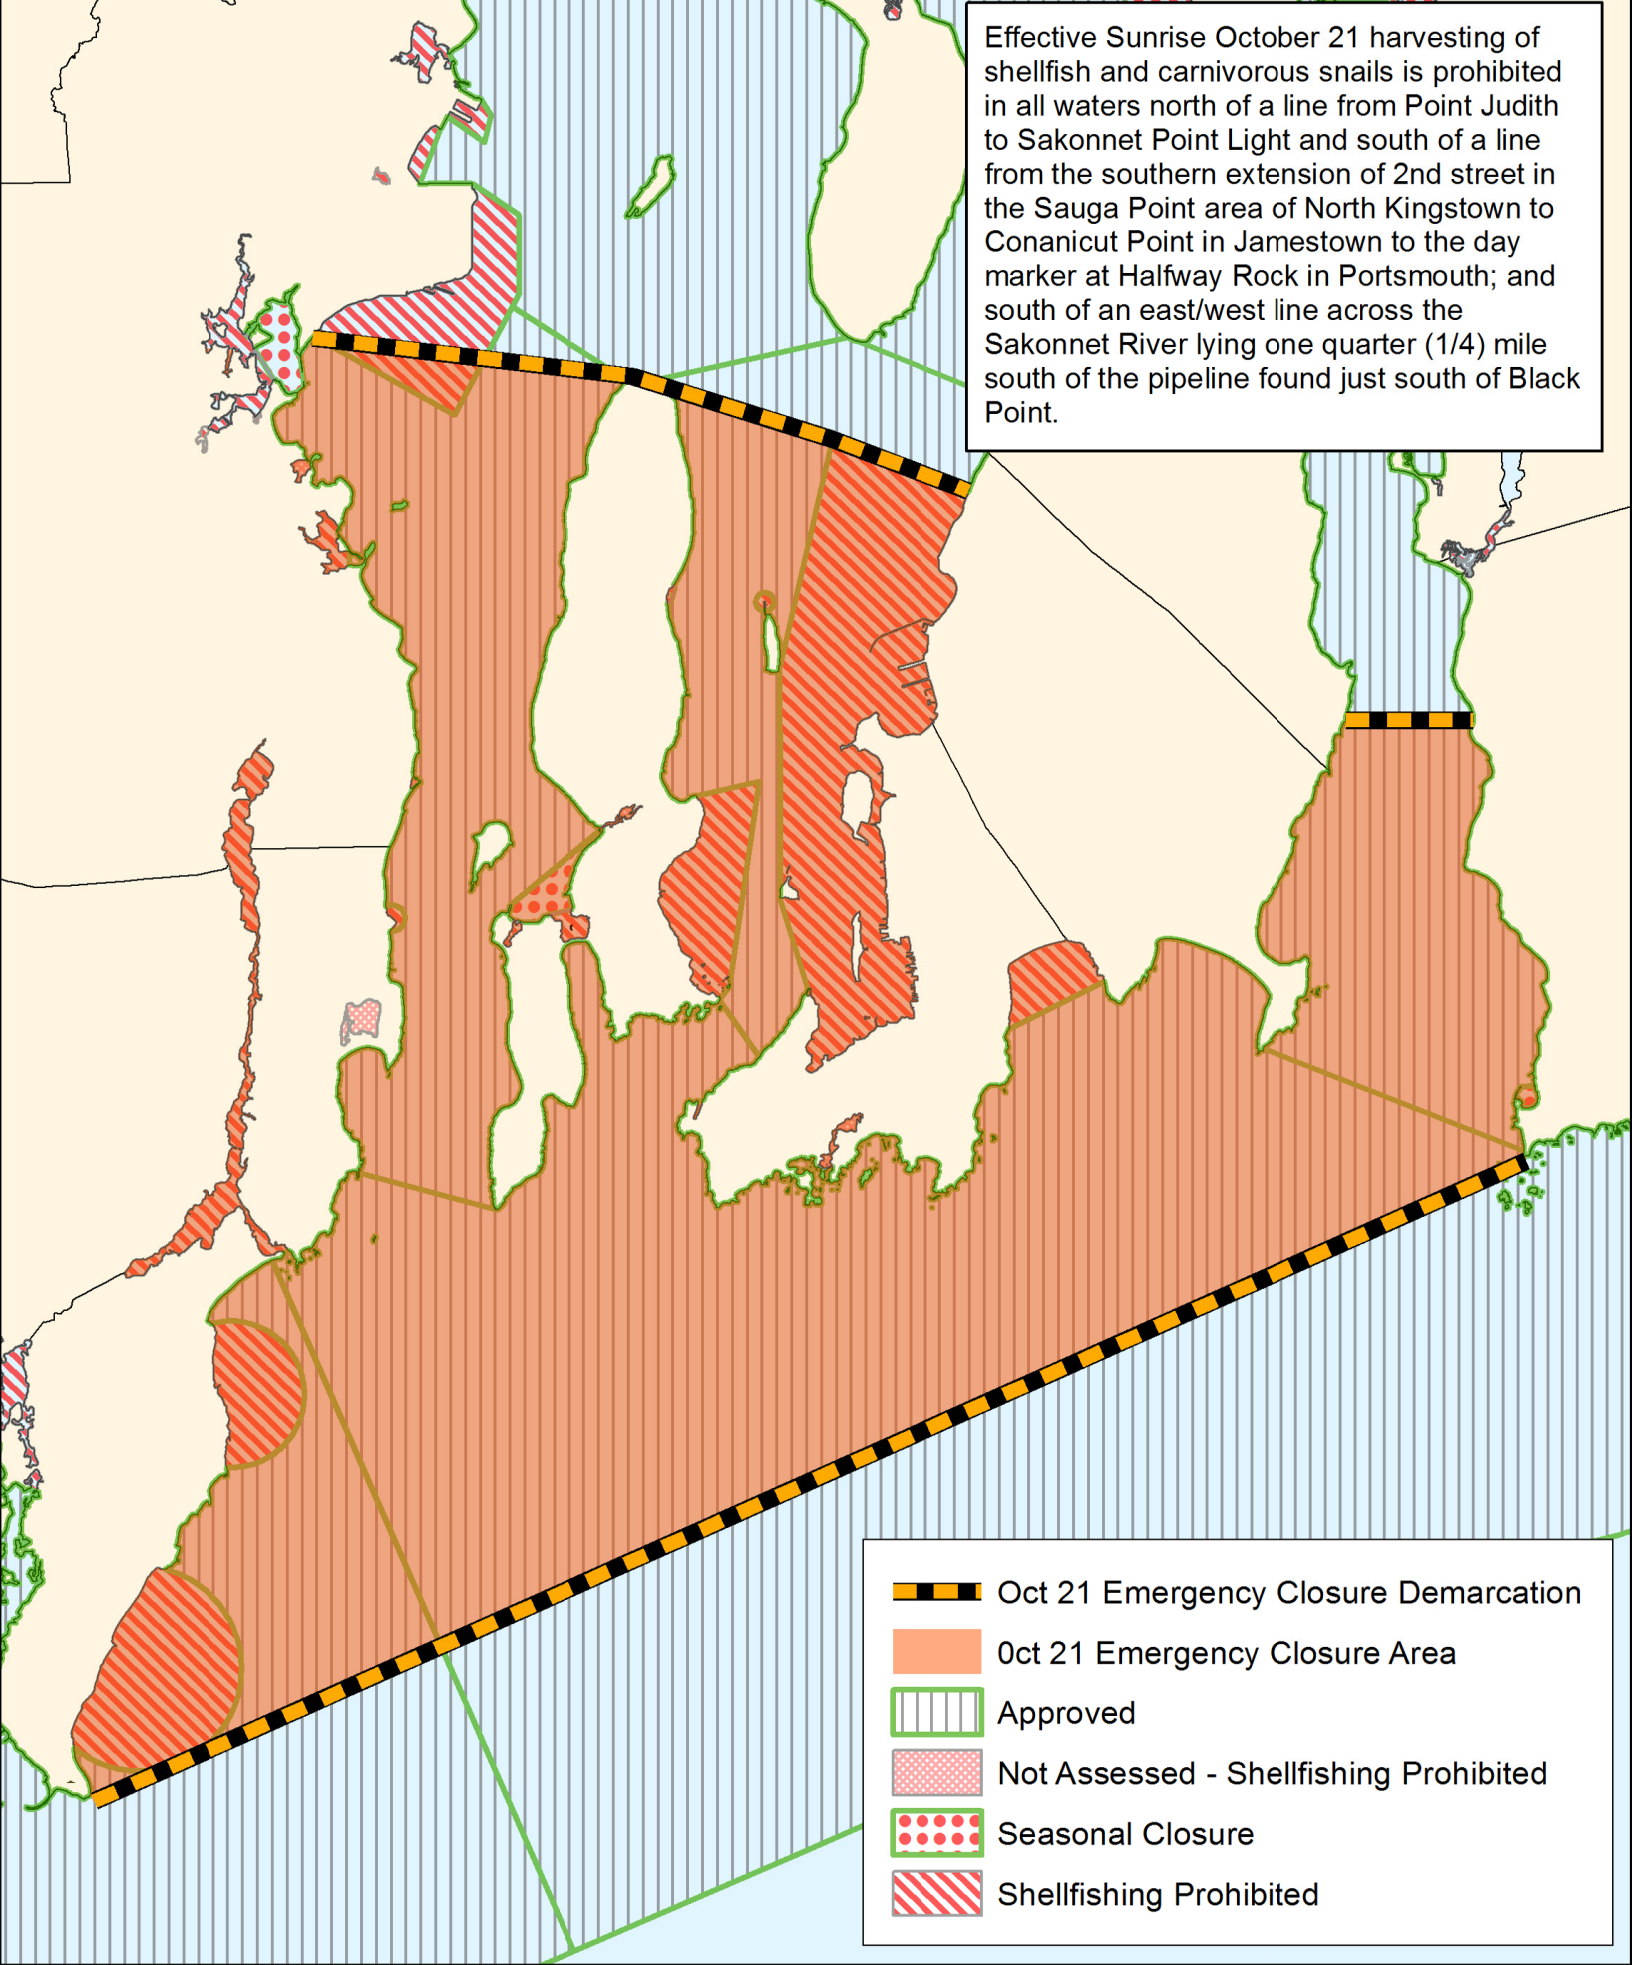 Effective Sunrise October 21 harvesting of
shellfish and carnivorous snails is prohibited
in all waters north of a line from Point Judith
to Sakonnet Point Light and south of a line
from the southern extension of 2nd street in
the Sauga Point area of North Kingstown to
Conanicut Point in Jamestown to the day
marker at Halfway Rock in Portsmouth; and
south of an east/west line across the
Sakonnet River lying one quarter (1/4) mile
south of the pipeline found just south of Black
Point.
Oct 21 Emergency Closure Demarcation
0ct 21 Emergency Closure Area
Approved
Not Assessed - Shellfishing Prohibited
Seasonal Closure
Shellfishing Prohibited